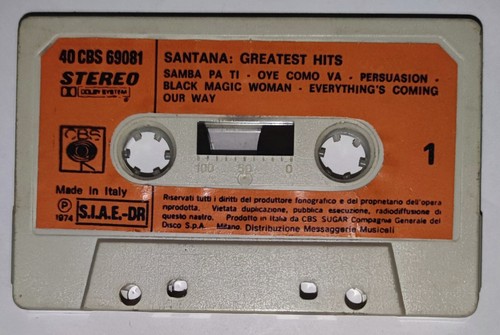 40 CBS 69081
SANTANA: GREATEST HITS
STEREO
DOLBY SYSTEM
SAMBA PA TI - OYE COMO VA - PERSUASION -
BLACK MAGIC WOMAN - EVERYTHING'S COMING
OUR WAY
CBS
1
100 50 0
Made in Italy
P
1974
S.I.A.E.-DR
Riservati tutti i diritti del produttore fonografico e del proprietario dell'opera
riprodotta. Vietata duplicazione, pubblica esecuzione, radiodiffusione di
questo nastro. Prodotto in Italia da CBS SUGAR Compagnia Generale del
Disco S.p.A. Milano. Distribuzione Messaggerie Musicali